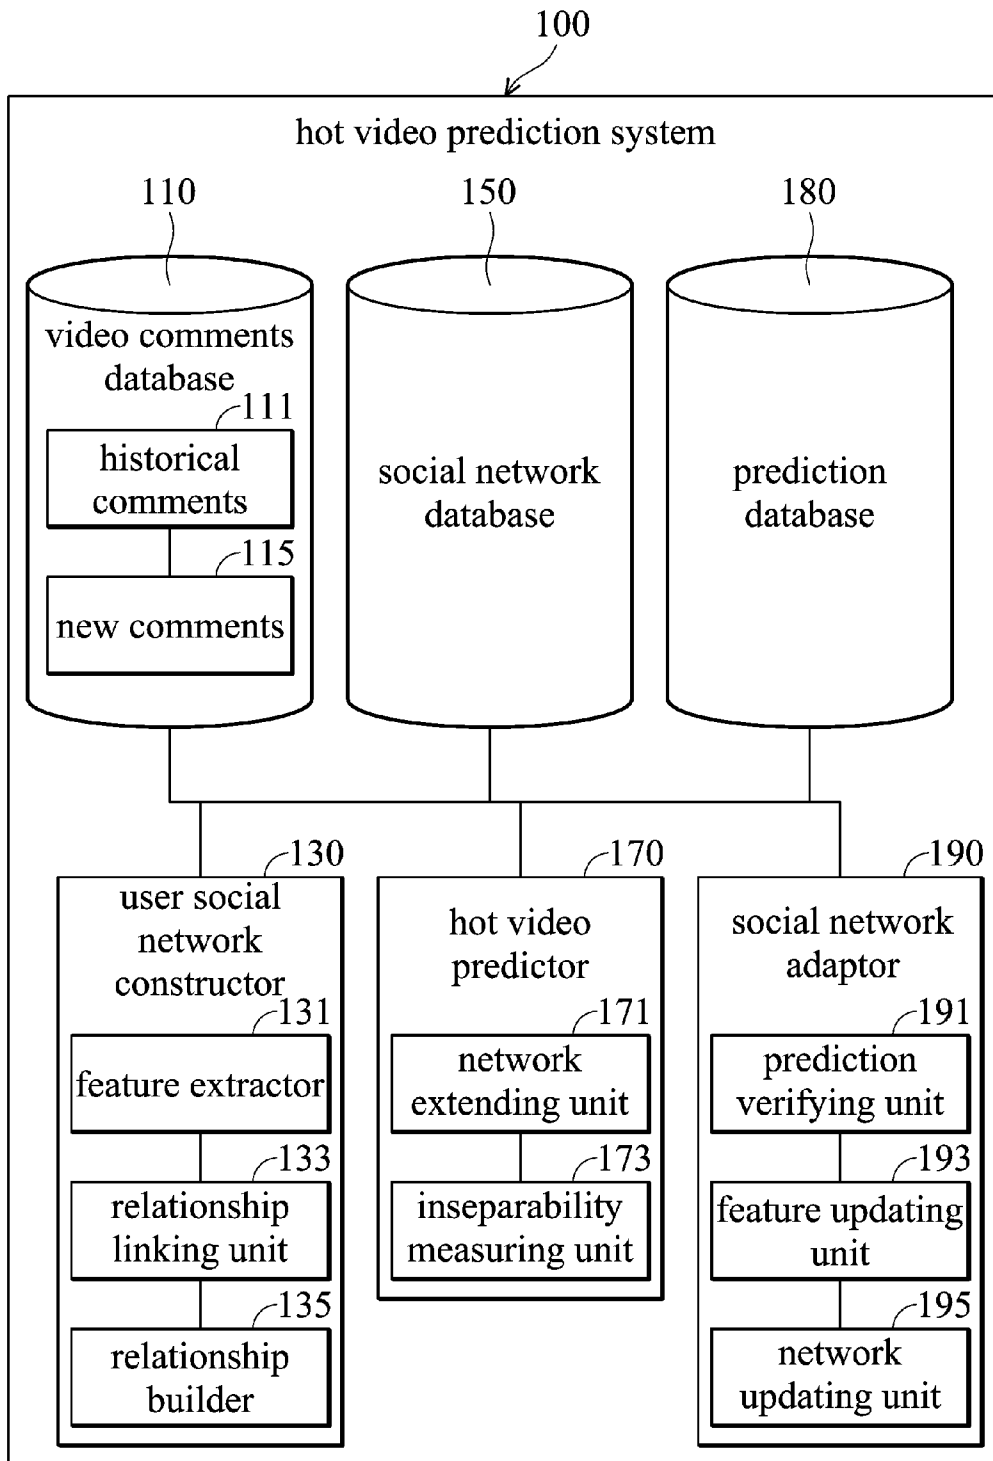 100
hot video prediction system
110
150
180
video comments
database
111
historical
comments
115
new comments
social network
database
prediction
database
130
user social
network
constructor
131
feature extractor
133
relationship
linking unit
135
relationship
builder
170
hot video
predictor
171
network
extending unit
173
inseparability
measuring unit
190
social network
adaptor
191
prediction
verifying unit
193
feature updating
unit
195
network
updating unit